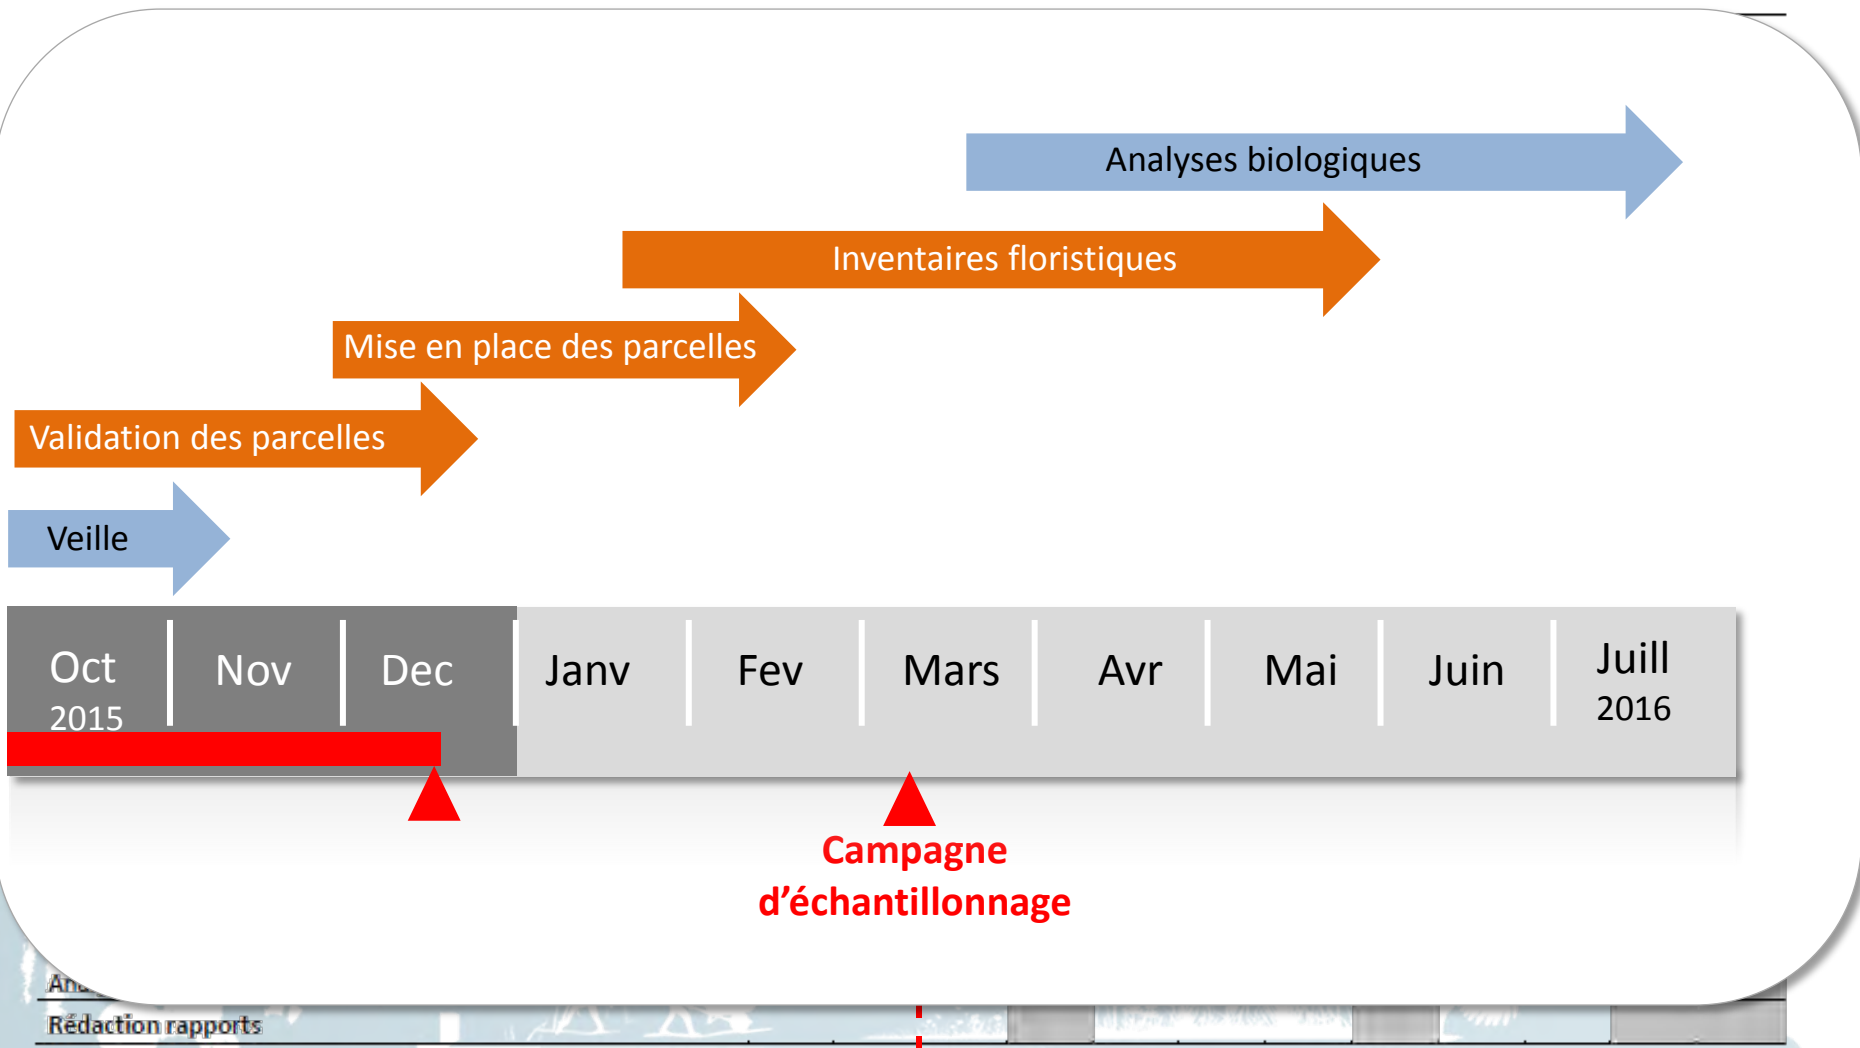 Analyses biologiques
Inventaires floristiques
Mise en place des parcelles
Validation des parcelles
Veille
Oct Nov Dec Janv Fev Mars Avr Mai Juin Juill
2015 2016
Campagne
d'échantillonnage
Rédaction rapports